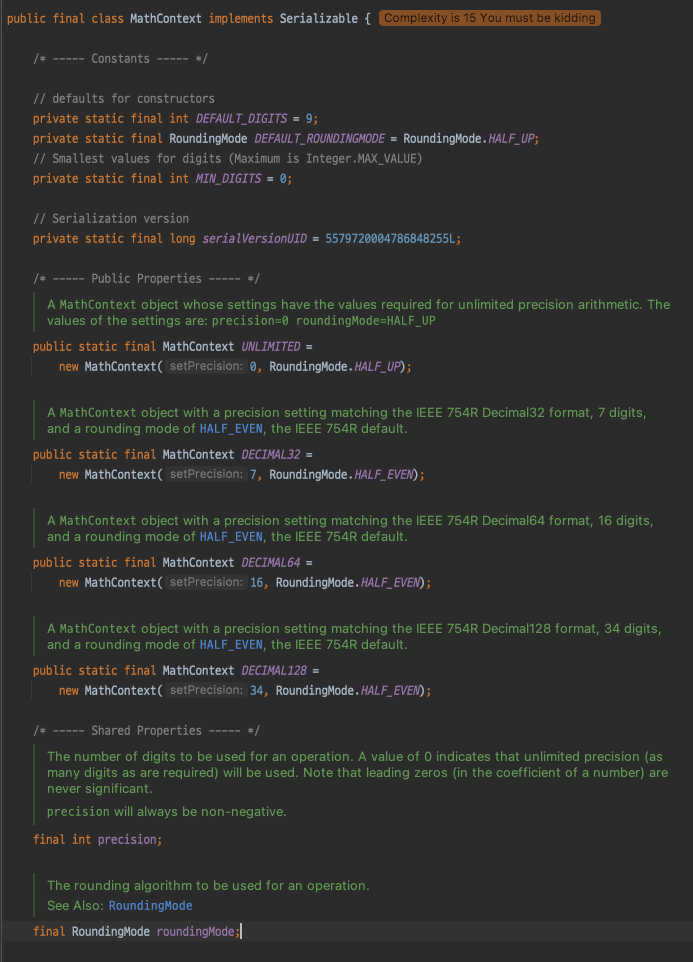 public final class MathContext implements Serializable { Complexity is 15 You must be kidding
/* ----- Constants ----- */
// defaults for constructors
private static final int DEFAULT_DIGITS = 9;
private static final RoundingMode DEFAULT_ROUNDINGMODE = RoundingMode.HALF_UP;
// Smallest values for digits (Maximum is Integer.MAX_VALUE)
private static final int MIN_DIGITS = 0;
// Serialization version
private static final long serialVersionUID = 5579720004786848255L;
/* ----- Public Properties ----- */
A MathContext object whose settings have the values required for unlimited precision arithmetic. The
values of the settings are: precision=0 roundingMode=HALF_UP
public static final MathContext UNLIMITED =
new MathContext( setPrecision: 0, RoundingMode.HALF_UP);
A MathContext object with a precision setting matching the IEEE 754R Decimal32 format, 7 digits,
and a rounding mode of HALF_EVEN, the IEEE 754R default.
public static final MathContext DECIMAL32 =
new MathContext( setPrecision: 7, RoundingMode.HALF_EVEN);
A MathContext object with a precision setting matching the IEEE 754R Decimal64 format, 16 digits,
and a rounding mode of HALF_EVEN, the IEEE 754R default.
public static final MathContext DECIMAL64 =
new MathContext( setPrecision: 16, RoundingMode.HALF_EVEN);
A MathContext object with a precision setting matching the IEEE 754R Decimal128 format, 34 digits,
and a rounding mode of HALF_EVEN, the IEEE 754R default.
public static final MathContext DECIMAL128 =
new MathContext( setPrecision: 34, RoundingMode.HALF_EVEN);
/* ----- Shared Properties ----- */
The number of digits to be used for an operation. A value of 0 indicates that unlimited precision (as
many digits as are required) will be used. Note that leading zeros (in the coefficient of a number) are
never significant.
precision will always be non-negative.
final int precision;
The rounding algorithm to be used for an operation.
See Also: RoundingMode
final RoundingMode roundingMode;